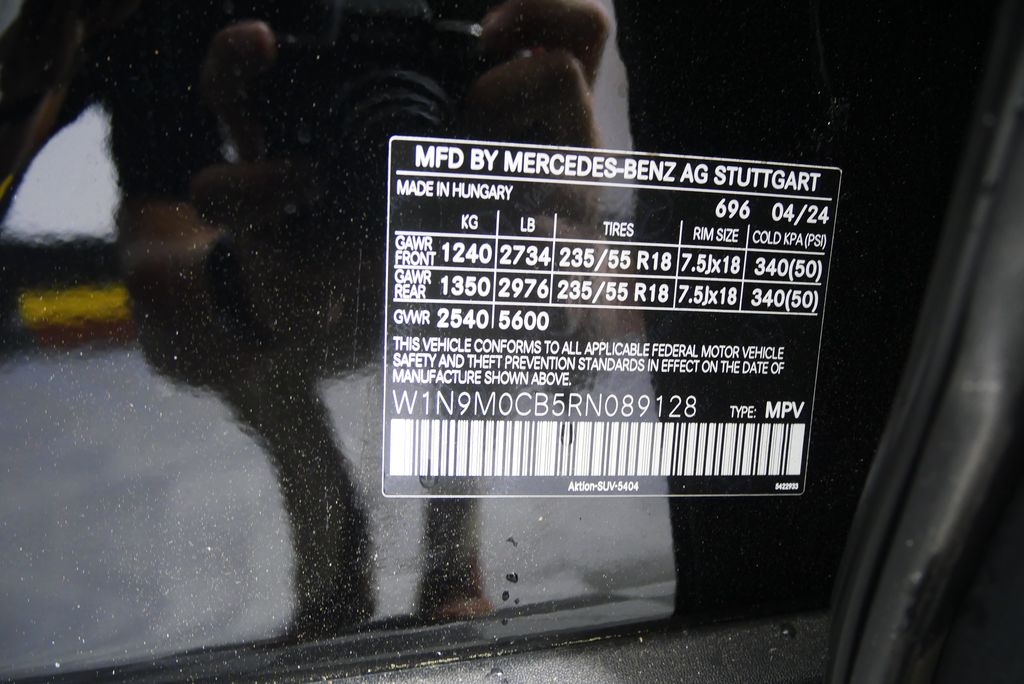 MFD BY MERCEDES-BENZ AG STUTTGART
MADE IN HUNGARY
696 04/24
KG LB TIRES RIM SIZE COLD KPA (PSI)
GAWR FRONT 1240 2734 235/55 R18 7.5Jx18 340(50)
GAWR REAR 1350 2976 235/55 R18 7.5Jx18 340(50)
GVWR 2540 5600
THIS VEHICLE CONFORMS TO ALL APPLICABLE FEDERAL MOTOR VEHICLE
SAFETY AND THEFT PREVENTION STANDARDS IN EFFECT ON THE DATE OF
MANUFACTURE SHOWN ABOVE.
W1N9M0CB5RN089128 TYPE: MPV
Aktion-SUV-5404 5422933